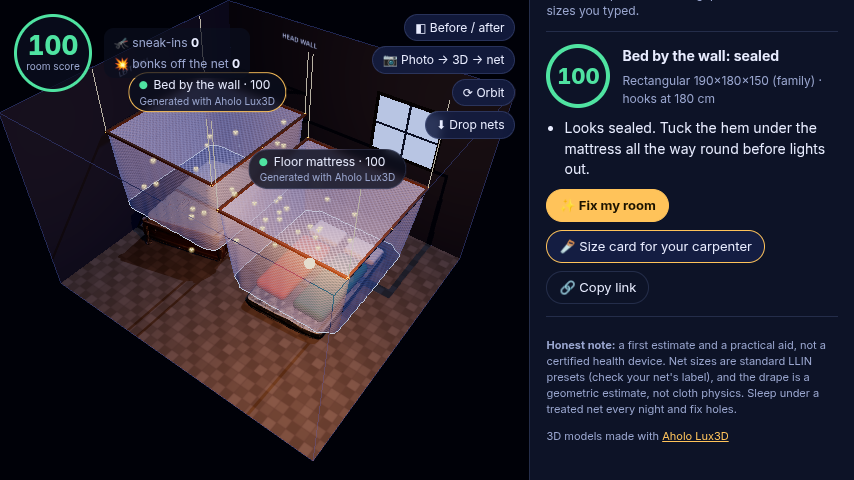 100
room score
🦟 sneak-ins 0
💥 bonks off the net 0
HEAD WALL
◧ Before / after
📷 Photo → 3D → net
⟳ Orbit
⬇ Drop nets
Bed by the wall · 100
Generated with Aholo Lux3D
Floor mattress · 100
Generated with Aholo Lux3D
sizes you typed.
100
Bed by the wall: sealed
Rectangular 190×180×150 (family) ·
hooks at 180 cm
• Looks sealed. Tuck the hem under the
mattress all the way round before lights
out.
✨ Fix my room
🪚 Size card for your carpenter
🔗 Copy link
Honest note: a first estimate and a practical aid, not a
certified health device. Net sizes are standard LLIN
presets (check your net's label), and the drape is a
geometric estimate, not cloth physics. Sleep under a
treated net every night and fix holes.
3D models made with Aholo Lux3D